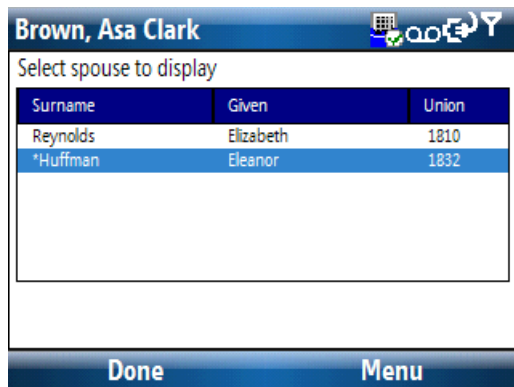 Brown, Asa Clark
Select spouse to display
Surname Given Union
Reynolds Elizabeth 1810
*Huffman Eleanor 1832
Done Menu